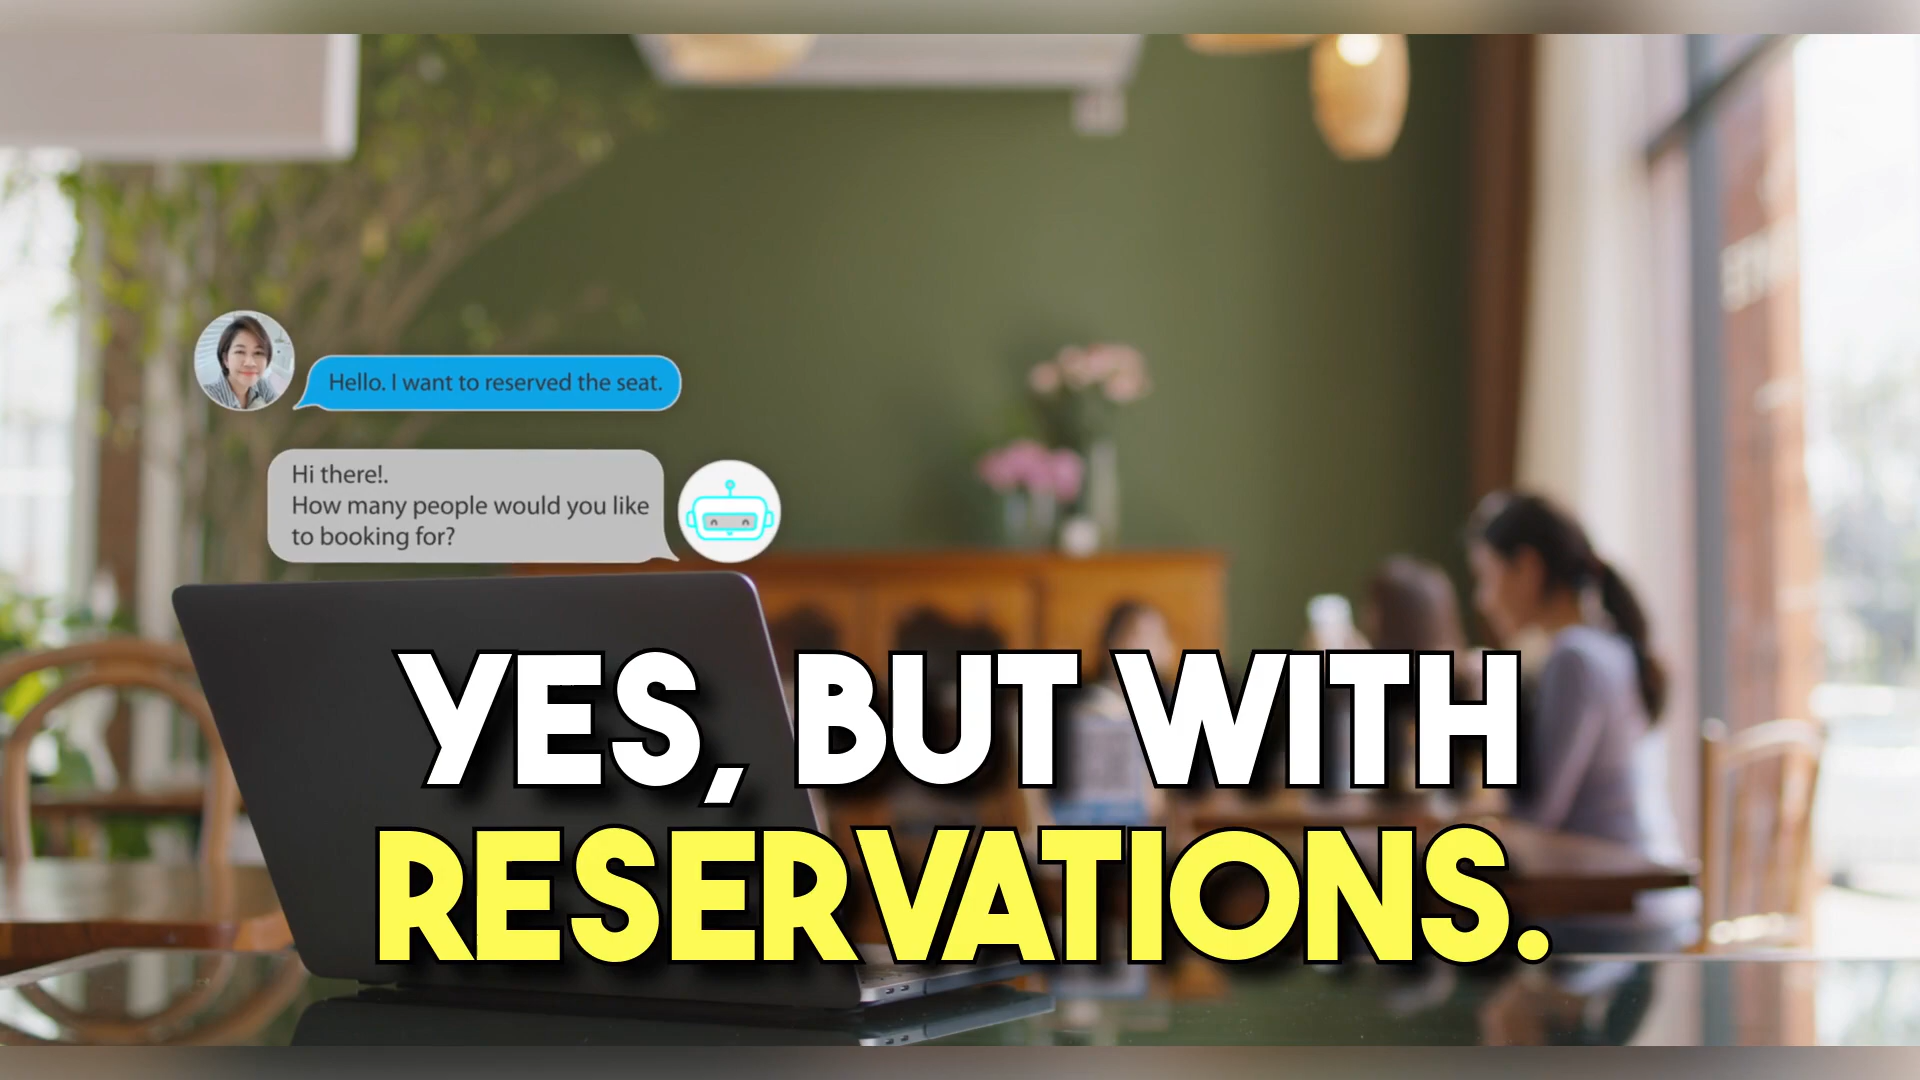 Hello. I want to reserved the seat.
Hi there!.
How many people would you like
to booking for?
YES, BUT WITH
RESERVATIONS.